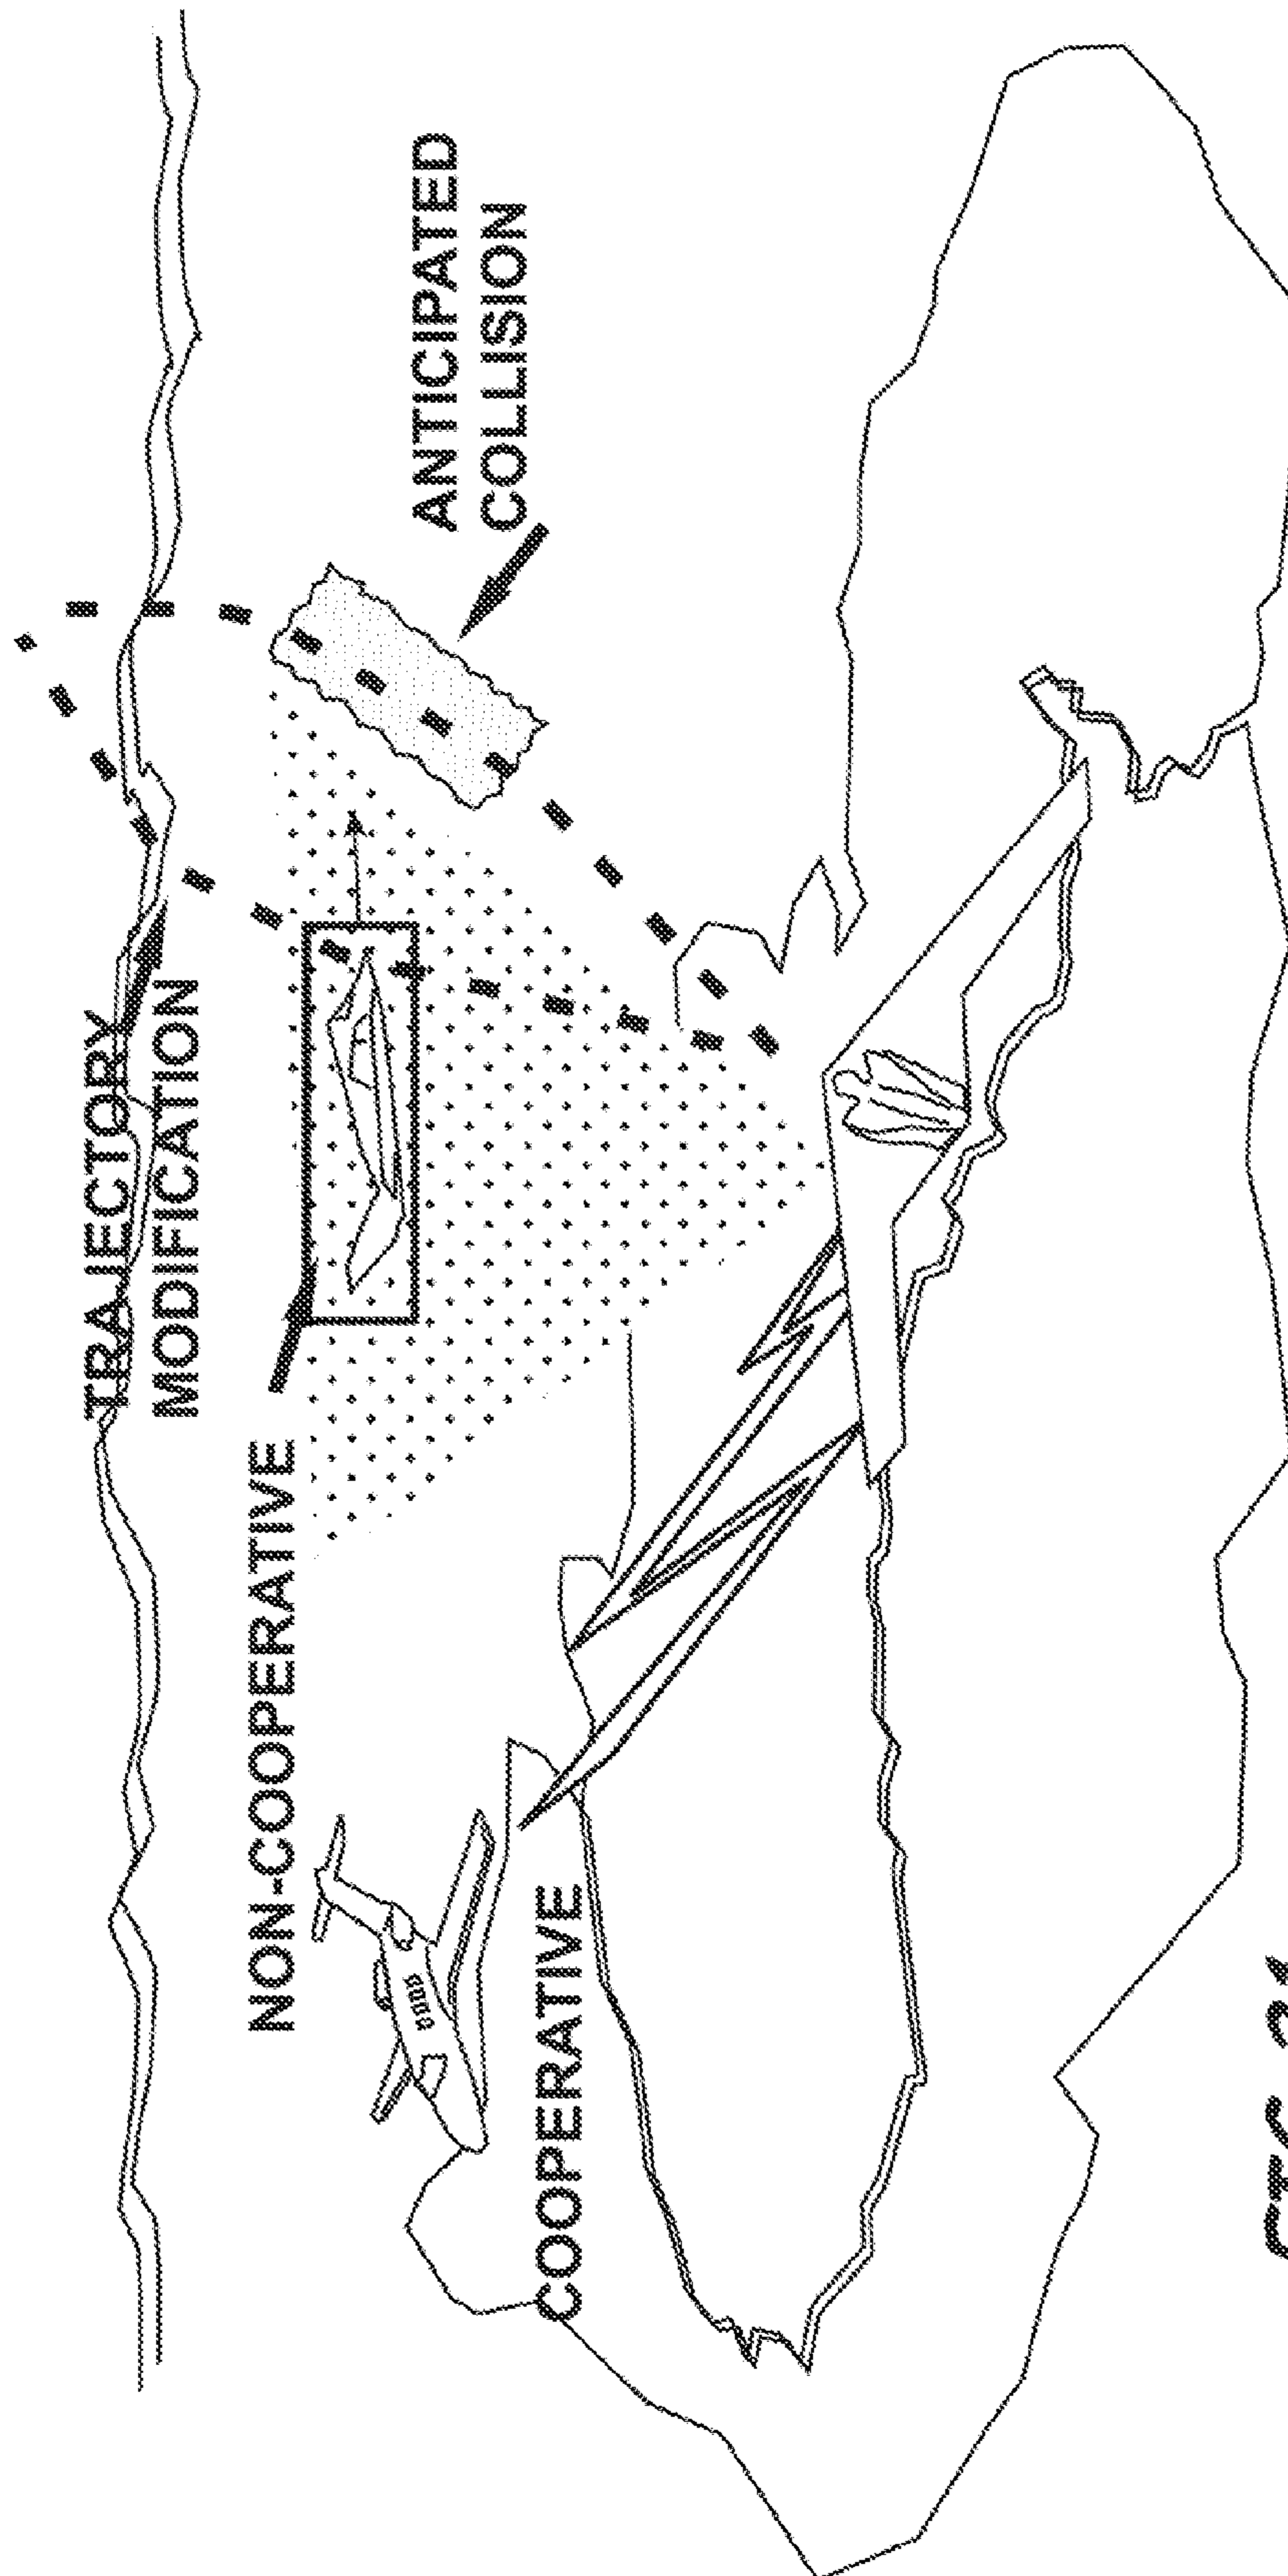 TRAJECTORY
MODIFICATION
NON-COOPERATIVE
ANTICIPATED
COLLISION
COOPERATIVE